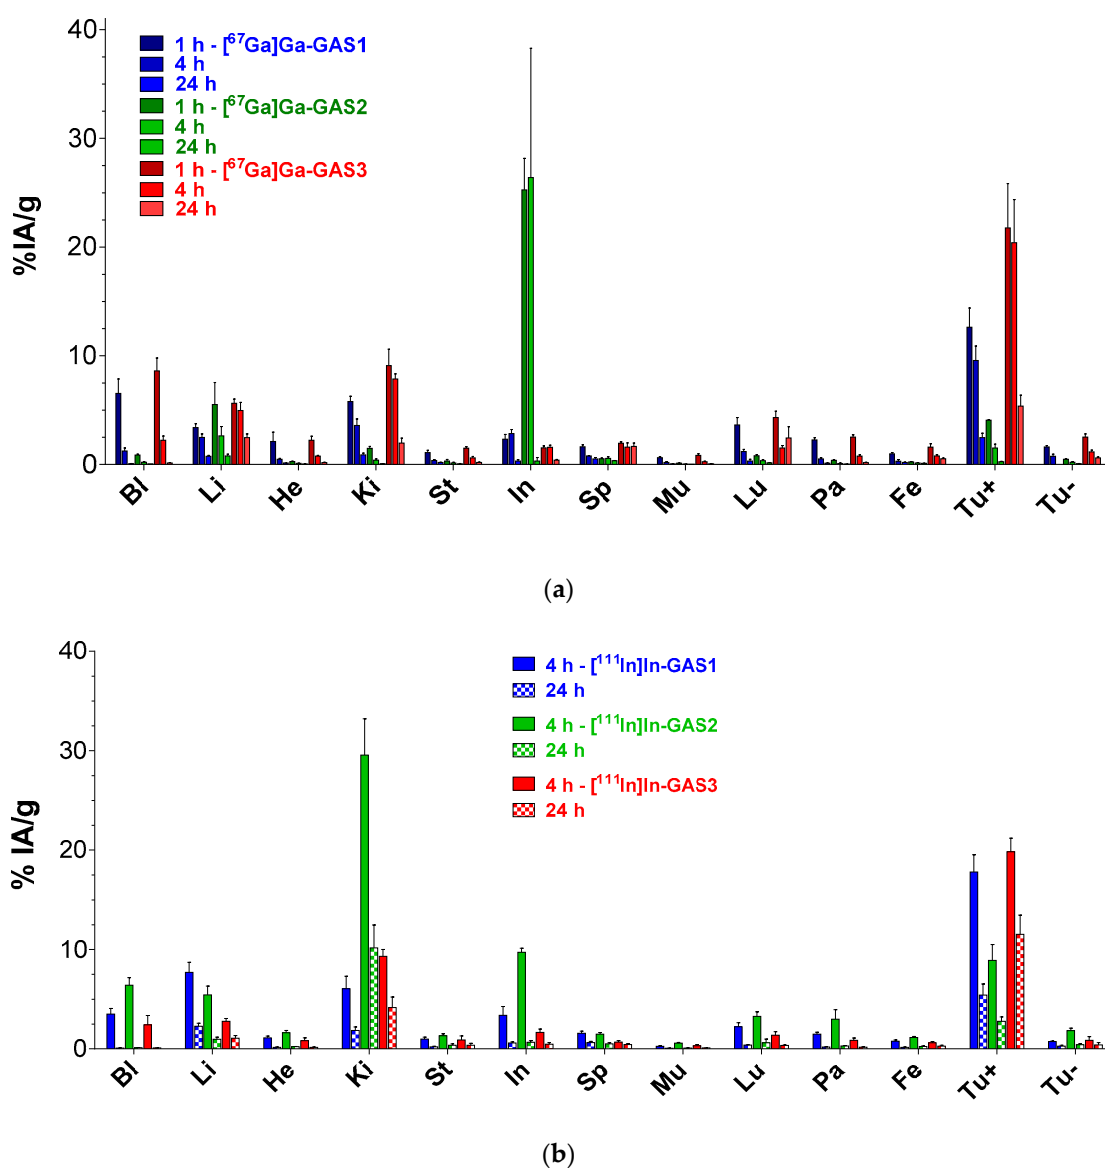 40
30
20
10
0
%IA/g
1 h - [⁶⁷Ga]Ga-GAS1
4 h
24 h
1 h - [⁶⁷Ga]Ga-GAS2
4 h
24 h
1 h - [⁶⁷Ga]Ga-GAS3
4 h
24 h
Bl Li He Ki St In Sp Mu Lu Pa Fe Tu+ Tu-
(a)
40
30
20
10
0
% IA/g
4 h - [¹¹¹In]In-GAS1
24 h
4 h - [¹¹¹In]In-GAS2
24 h
4 h - [¹¹¹In]In-GAS3
24 h
Bl Li He Ki St In Sp Mu Lu Pa Fe Tu+ Tu-
(b)